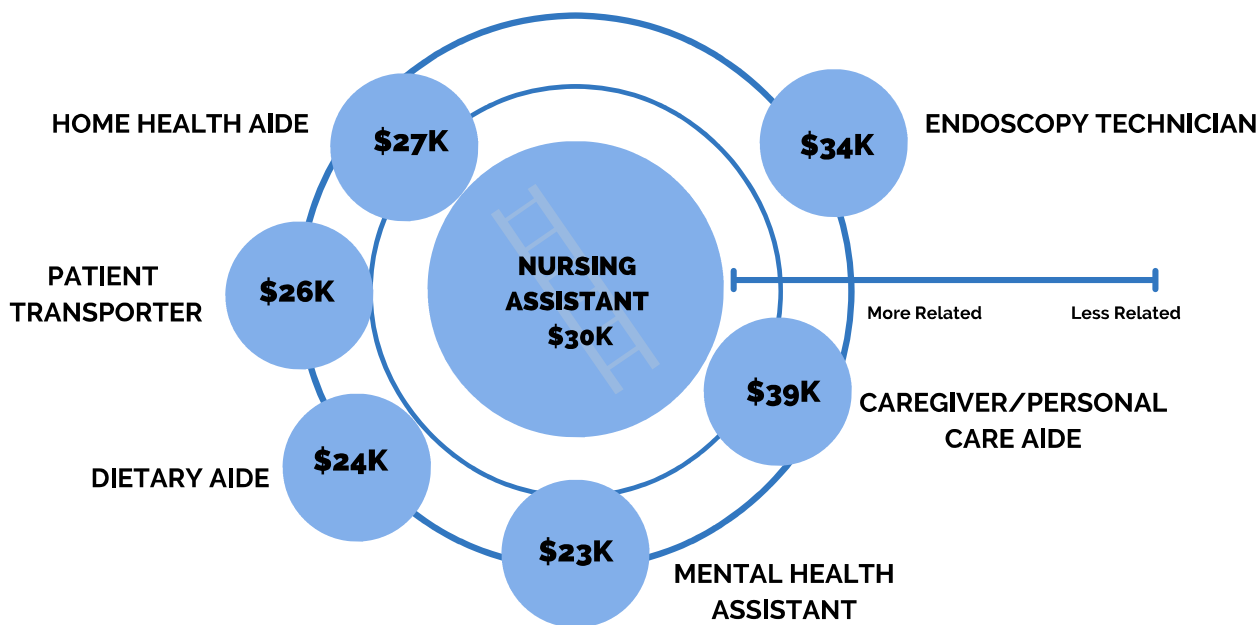 HOME HEALTH AIDE
$27K
$34K
ENDOSCOPY TECHNICIAN
PATIENT
TRANSPORTER
$26K
NURSING
ASSISTANT
$30K
More Related
Less Related
$39K
CAREGIVER/PERSONAL
CARE AIDE
DIETARY AIDE
$24K
$23K
MENTAL HEALTH
ASSISTANT